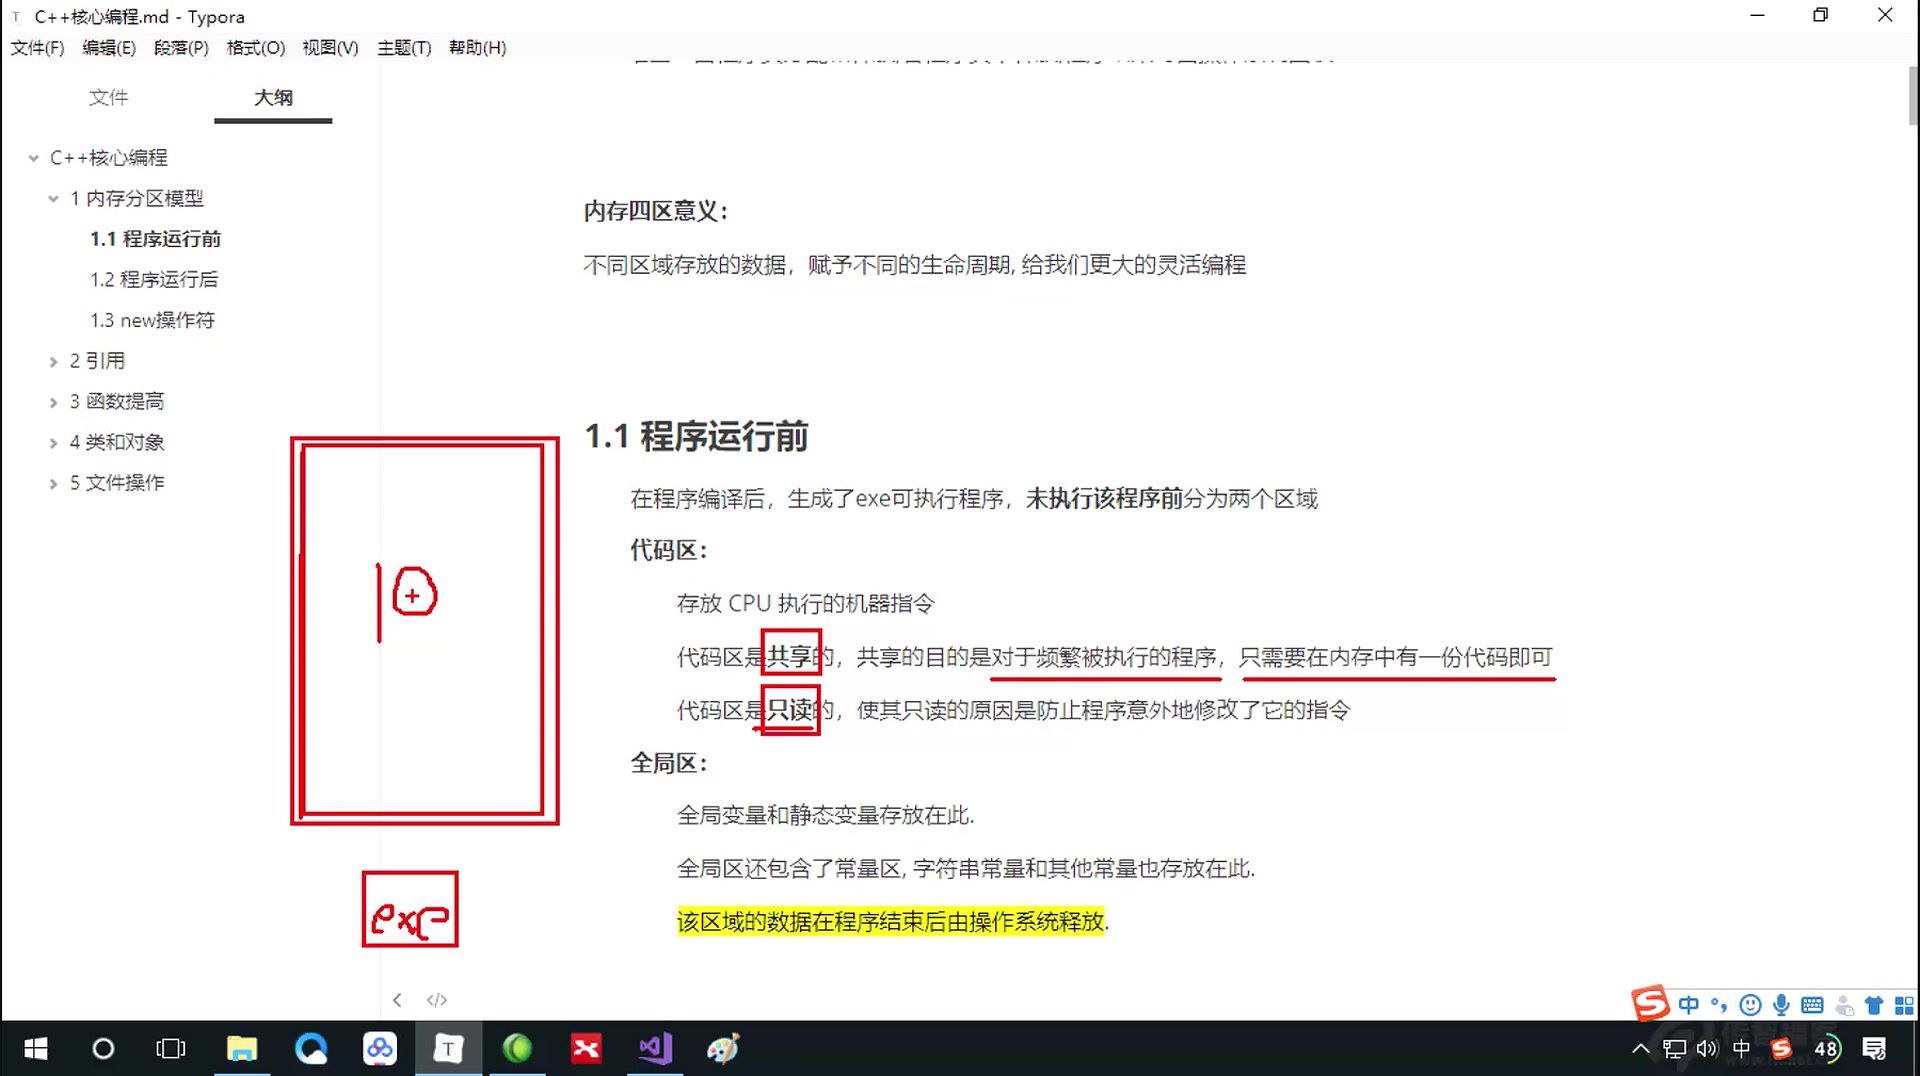 C++核心编程.md - Typora
文件(F) 编辑(E) 段落(P) 格式(O) 视图(V) 主题(T) 帮助(H)
文件 大纲
C++核心编程
1 内存分区模型
1.1 程序运行前
1.2 程序运行后
1.3 new操作符
2 引用
3 函数提高
4 类和对象
5 文件操作
内存四区意义：
不同区域存放的数据，赋予不同的生命周期, 给我们更大的灵活编程
1.1 程序运行前
在程序编译后，生成了exe可执行程序，未执行该程序前分为两个区域
代码区：
存放 CPU 执行的机器指令
代码区是共享的，共享的目的是对于频繁被执行的程序，只需要在内存中有一份代码即可
代码区是只读的，使其只读的原因是防止程序意外地修改了它的指令
全局区：
全局变量和静态变量存放在此.
全局区还包含了常量区, 字符串常量和其他常量也存放在此.
该区域的数据在程序结束后由操作系统释放.
10
+
exe
</>
S 中
T
中 S 48